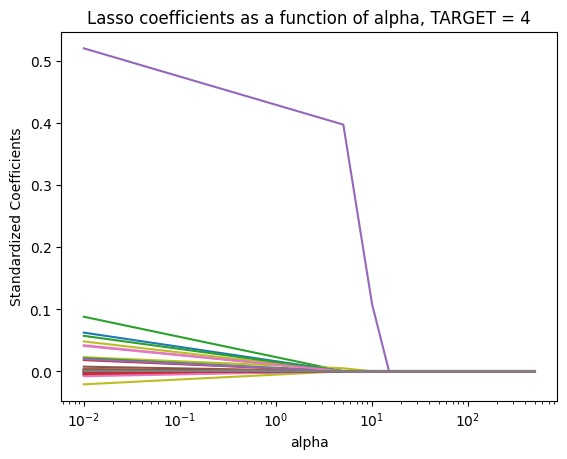 Lasso coefficients as a function of alpha, TARGET = 4
Standardized Coefficients
0.5
0.4
0.3
0.2
0.1
0.0
10⁻² 10⁻¹ 10⁰ 10¹ 10²
alpha